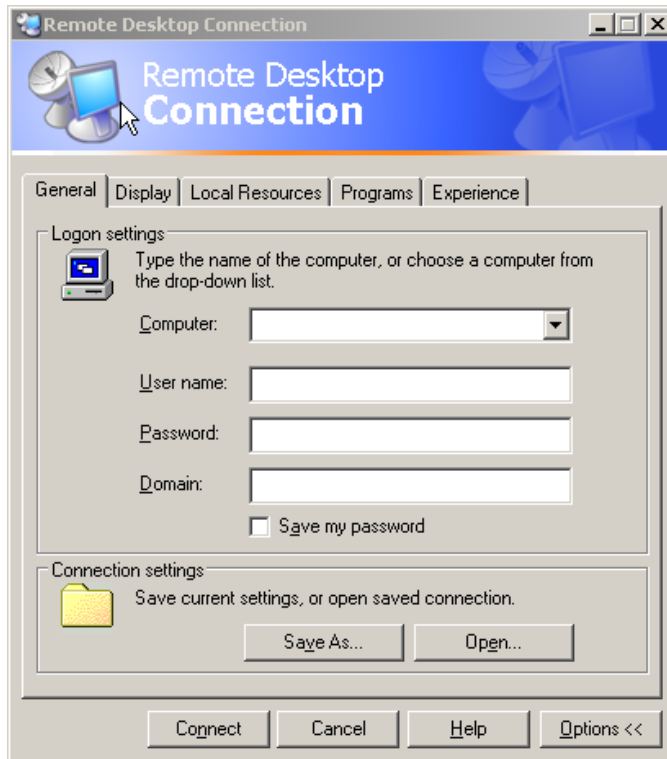 Remote Desktop Connection
Remote Desktop
Connection
General Display Local Resources Programs Experience
Logon settings
Type the name of the computer, or choose a computer from
the drop-down list.
Computer:
User name:
Password:
Domain:
Save my password
Connection settings
Save current settings, or open saved connection.
Save As... Open...
Connect Cancel Help Options <<